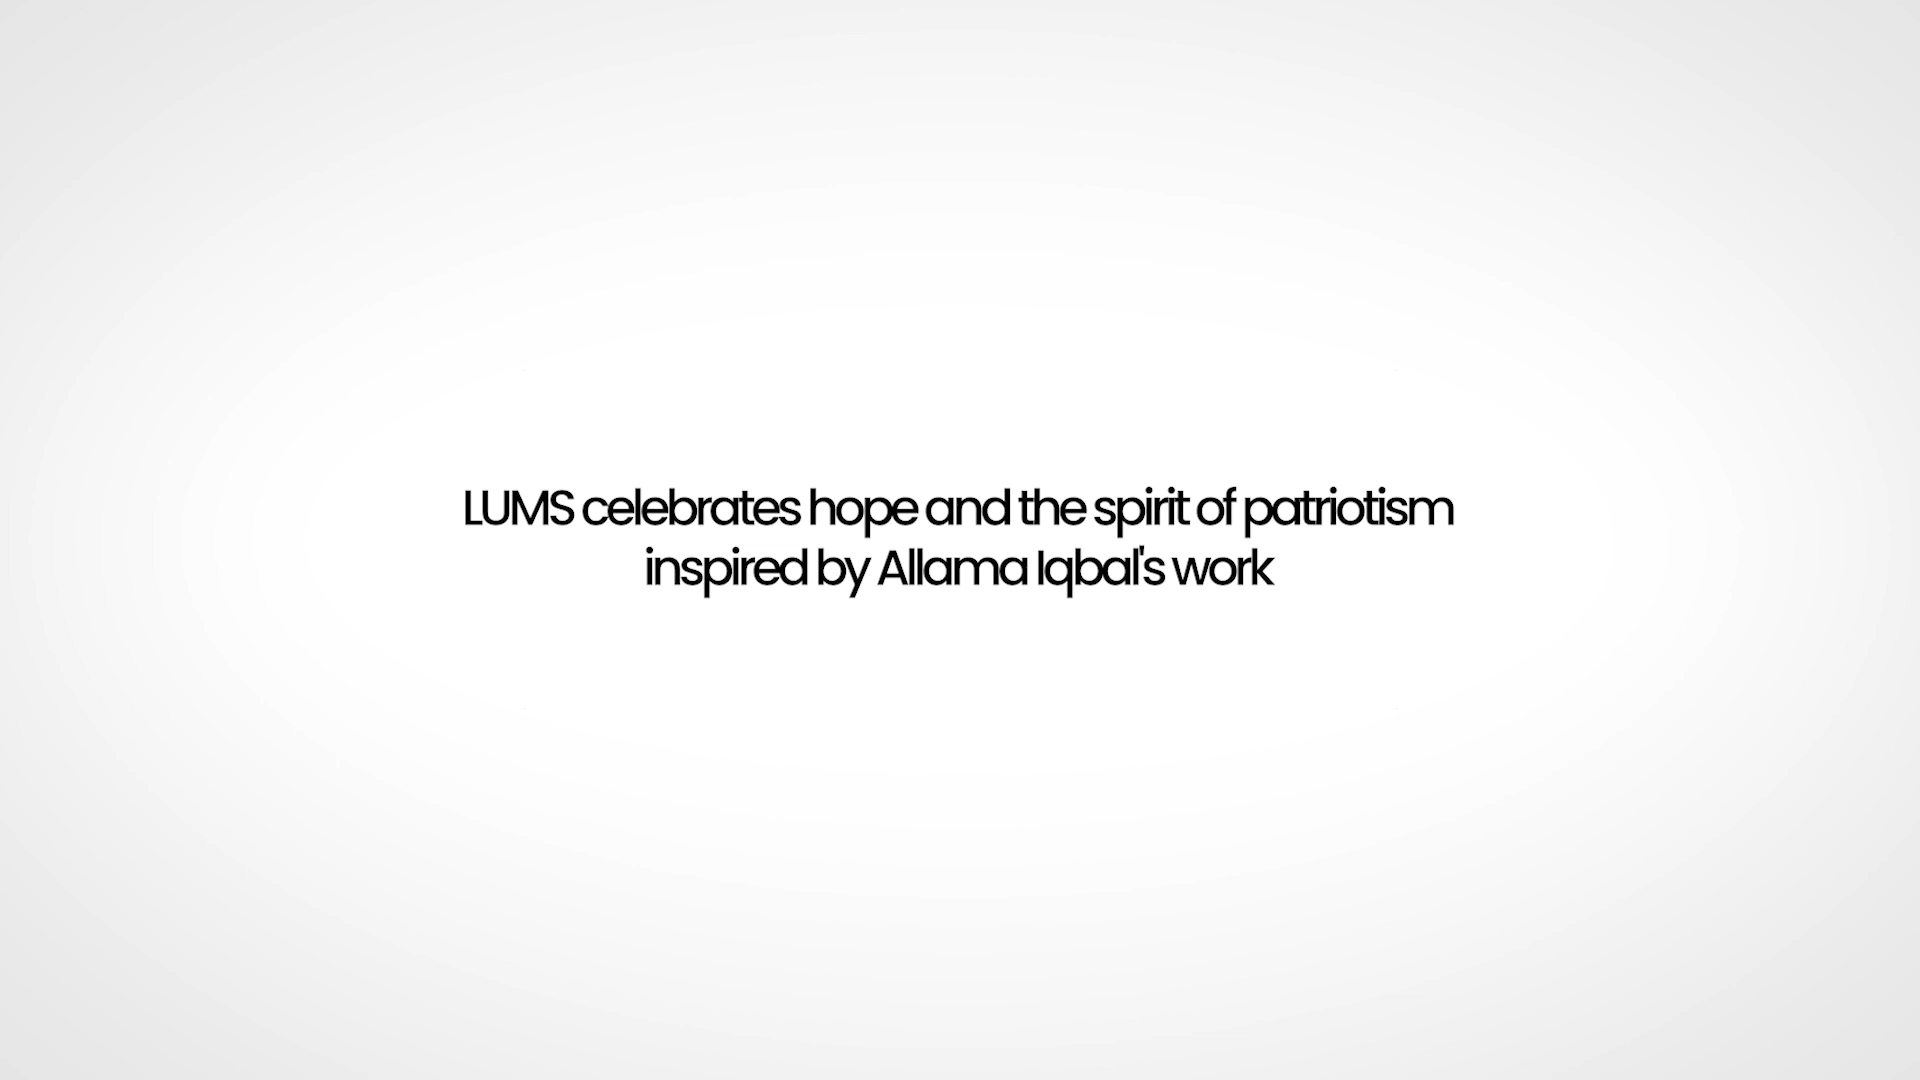 LUMS celebrates hope and the spirit of patriotism
inspired by Allama Iqbal's work